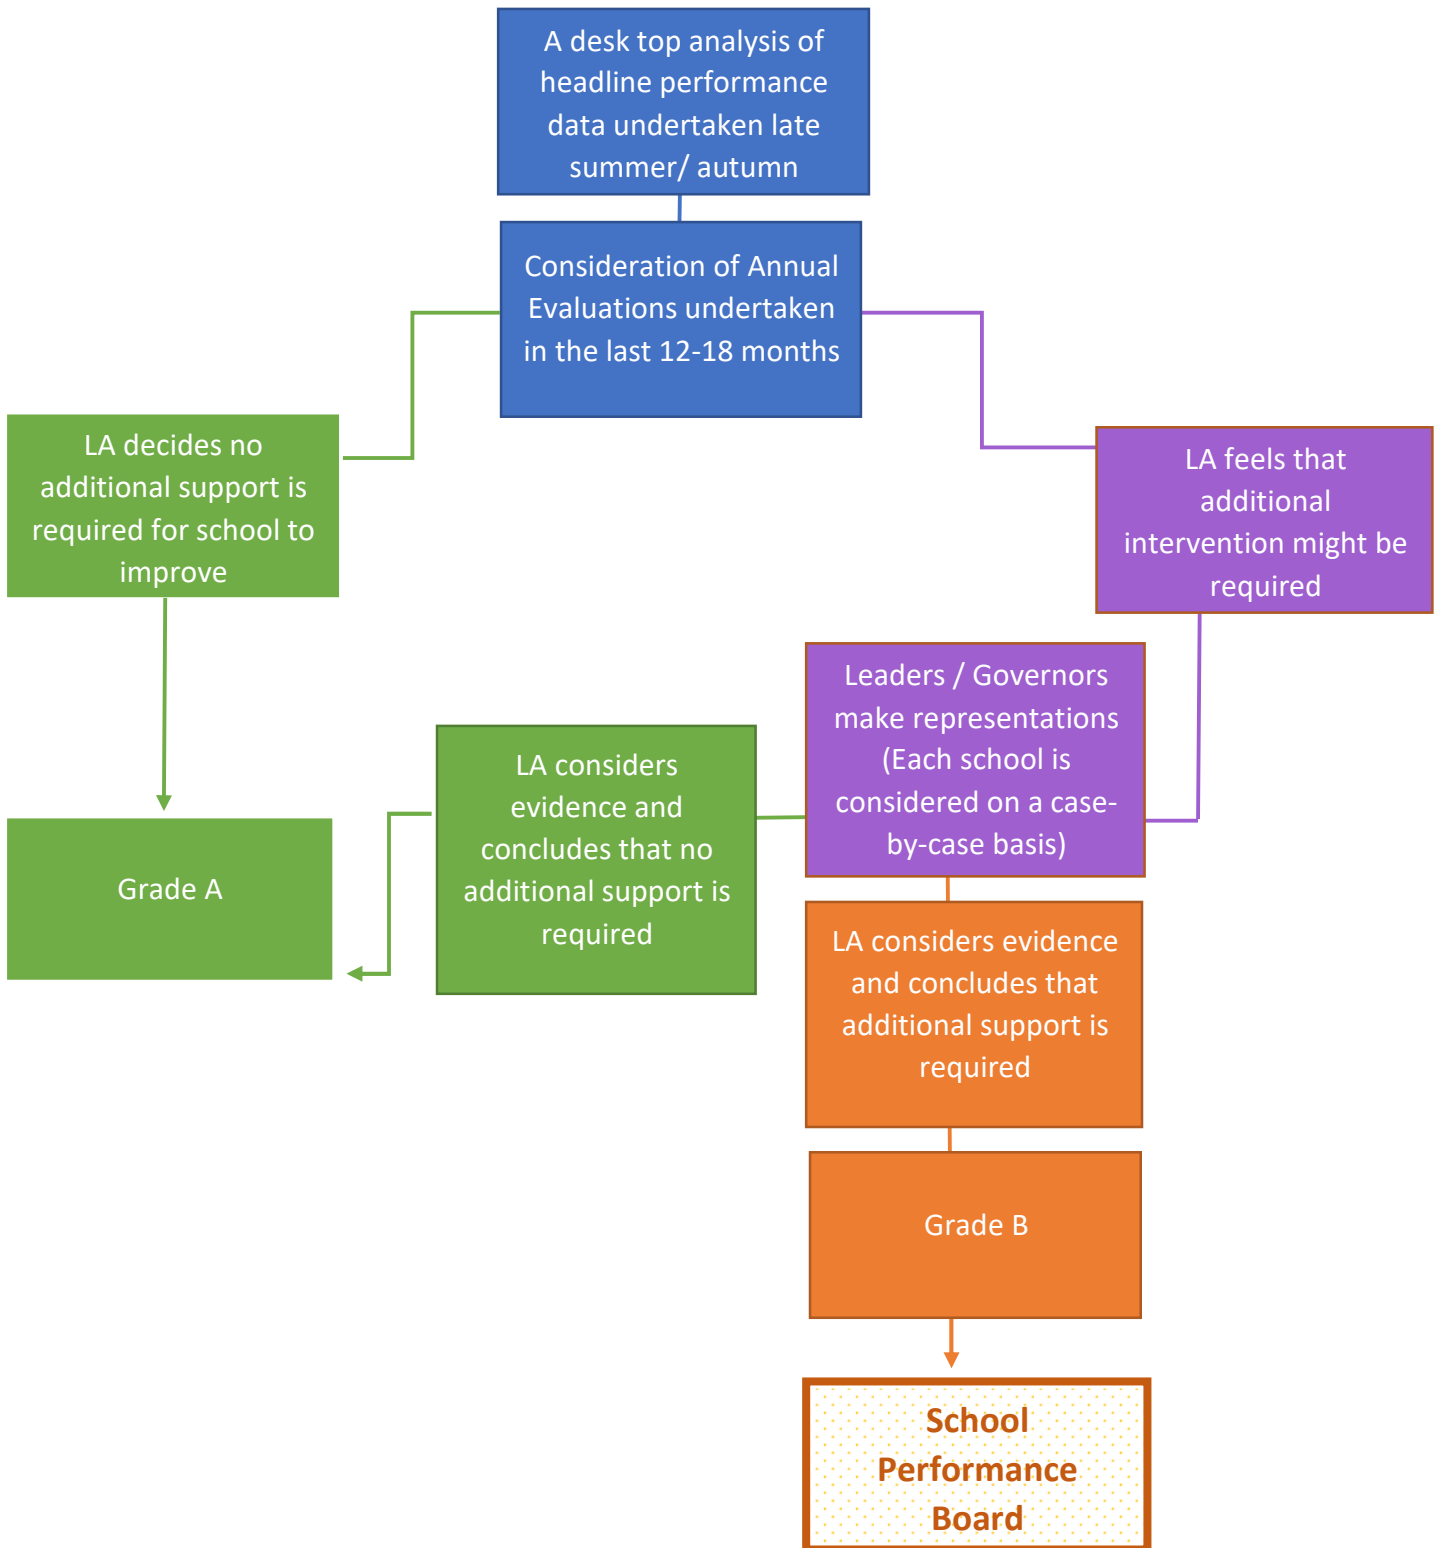 A desk top analysis of
headline performance
data undertaken late
summer/ autumn
Consideration of Annual
Evaluations undertaken
in the last 12-18 months
LA decides no
additional support is
required for school to
improve
LA feels that
additional
intervention might be
required
Leaders / Governors
make representations
(Each school is
considered on a case-
by-case basis)
LA considers
evidence and
concludes that no
additional support is
required
Grade A
LA considers evidence
and concludes that
additional support is
required
Grade B
School
Performance
Board